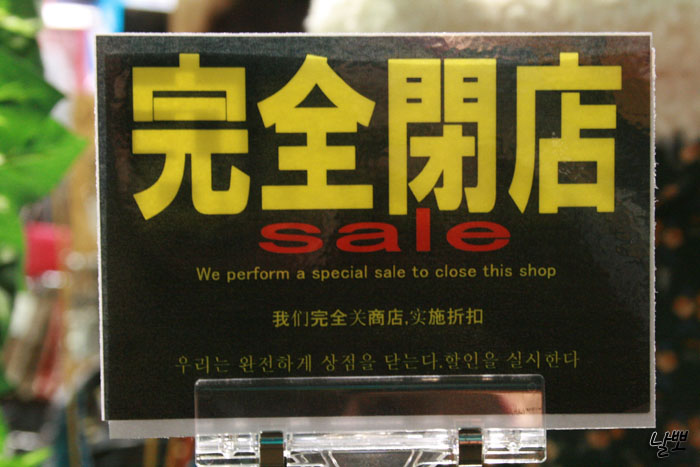 完全閉店
sale
We perform a special sale to close this shop
我们完全关商店,实施折扣
우리는 완전하게 상점을 닫는다.할인을 실시한다
날뽀